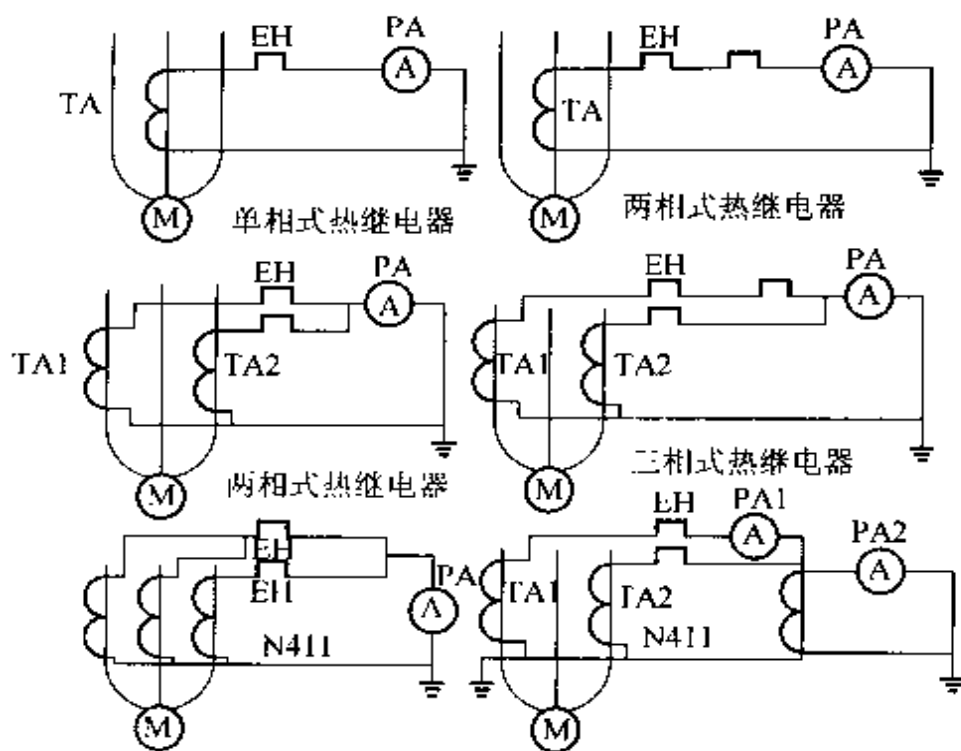 EH PA
A
TA
M
单相式热继电器
EH PA
A
TA
M
两相式热继电器
EH PA
A
TA1 TA2
M
两相式热继电器
EH PA
A
TA1 TA2
M
三相式热继电器
EH
EH
PA
A
N411
M
EH PA1
A
PA2
A
TA1 TA2
N411
M